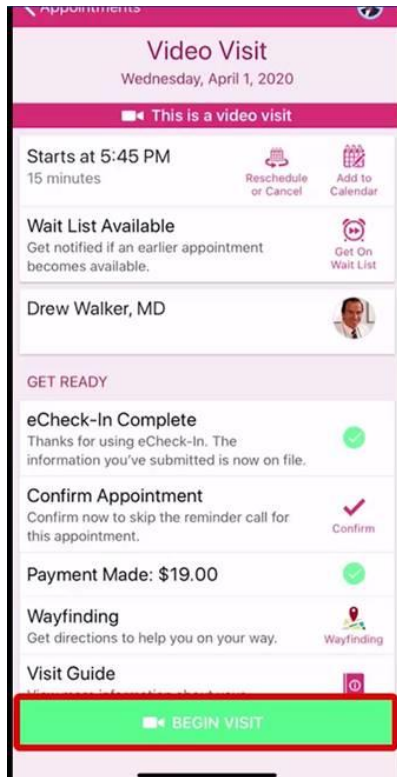 Appointments
Video Visit
Wednesday, April 1, 2020
This is a video visit
Starts at 5:45 PM
15 minutes
Reschedule
or Cancel
Add to
Calendar
Wait List Available
Get notified if an earlier appointment
becomes available.
Get On
Wait List
Drew Walker, MD
GET READY
eCheck-In Complete
Thanks for using eCheck-In. The
information you've submitted is now on file.
Confirm Appointment
Confirm now to skip the reminder call for
this appointment.
Confirm
Payment Made: $19.00
Wayfinding
Get directions to help you on your way.
Wayfinding
Visit Guide
BEGIN VISIT